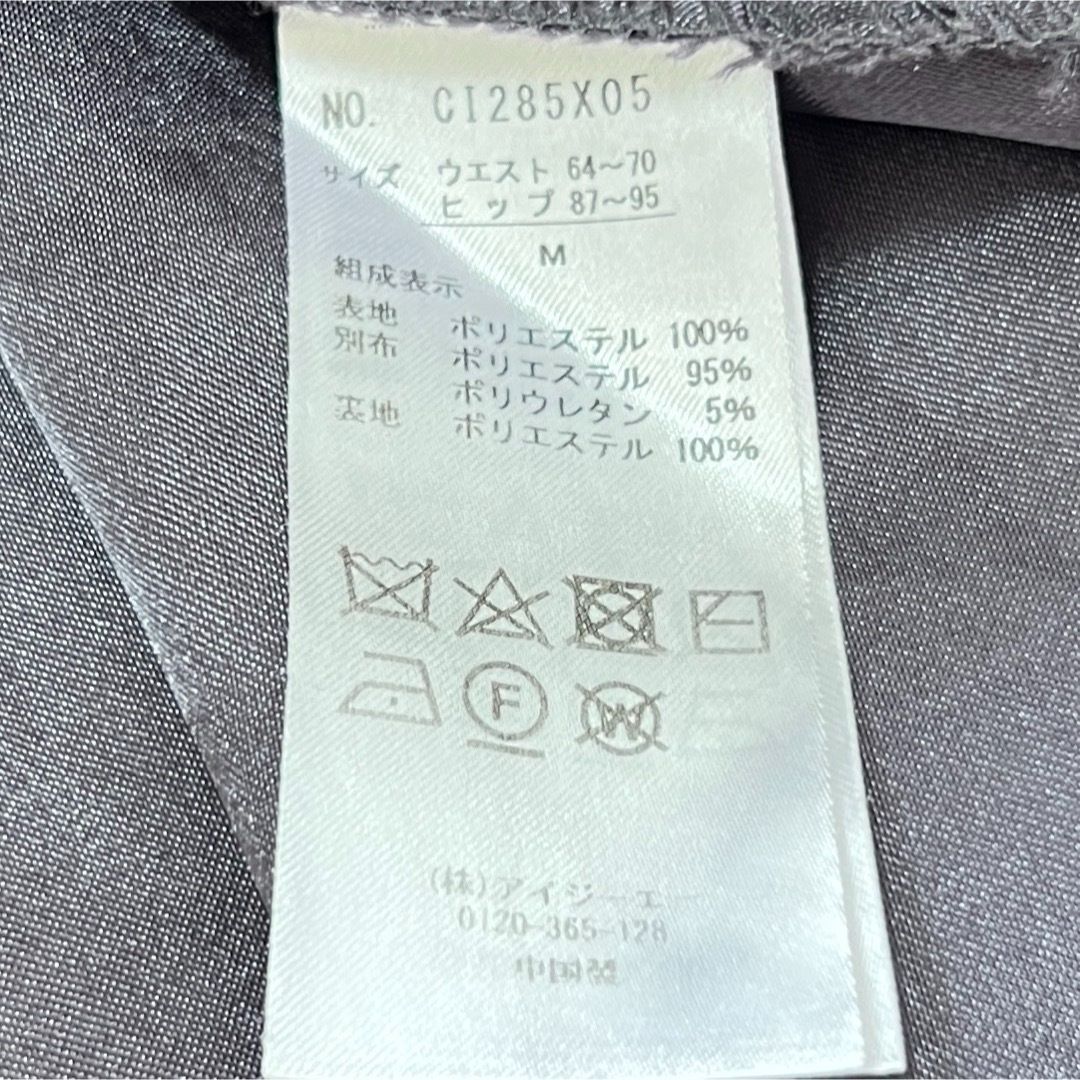 NO. CI285X05
サイズ ウエスト 64～70
ヒップ 87～95
M
組成表示
表地 ポリエステル 100%
別布 ポリエステル 95%
ポリウレタン 5%
裏地 ポリエステル 100%
F
W
(株)アイジーエー
0120-365-128
中国製